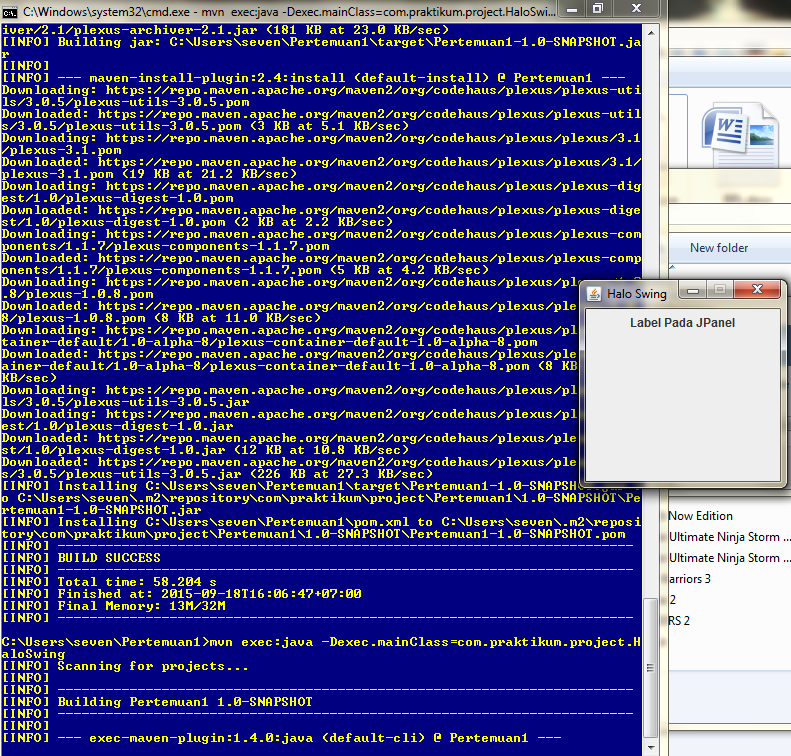 C:\Windows\system32\cmd.exe - mvn  exec:java -Dexec.mainClass=com.praktikum.project.HaloSwin...
iver/2.1/plexus-archiver-2.1.jar (181 KB at 23.0 KB/sec)
[INFO] Building jar: C:\Users\seven\Pertemuan1\target\Pertemuan1-1.0-SNAPSHOT.ja
r
[INFO]
[INFO] --- maven-install-plugin:2.4:install (default-install) @ Pertemuan1 ---
Downloading: https://repo.maven.apache.org/maven2/org/codehaus/plexus/plexus-uti
ls/3.0.5/plexus-utils-3.0.5.pom
Downloaded: https://repo.maven.apache.org/maven2/org/codehaus/plexus/plexus-util
s/3.0.5/plexus-utils-3.0.5.pom (3 KB at 5.1 KB/sec)
Downloading: https://repo.maven.apache.org/maven2/org/codehaus/plexus/plexus/3.1
/plexus-3.1.pom
Downloaded: https://repo.maven.apache.org/maven2/org/codehaus/plexus/plexus/3.1/
plexus-3.1.pom (19 KB at 21.2 KB/sec)
Downloading: https://repo.maven.apache.org/maven2/org/codehaus/plexus/plexus-dig
est/1.0/plexus-digest-1.0.pom
Downloaded: https://repo.maven.apache.org/maven2/org/codehaus/plexus/plexus-dige
st/1.0/plexus-digest-1.0.pom (2 KB at 2.2 KB/sec)
Downloading: https://repo.maven.apache.org/maven2/org/codehaus/plexus/plexus-com
ponents/1.1.7/plexus-components-1.1.7.pom
Downloaded: https://repo.maven.apache.org/maven2/org/codehaus/plexus/plexus-comp
onents/1.1.7/plexus-components-1.1.7.pom (5 KB at 4.2 KB/sec)
Downloading: https://repo.maven.apache.org/maven2/org/codehaus/plexus/
.8/plexus-1.0.8.pom
Downloaded: https://repo.maven.apache.org/maven2/org/codehaus/plexus/p
8/plexus-1.0.8.pom (8 KB at 11.0 KB/sec)
Downloading: https://repo.maven.apache.org/maven2/org/codehaus/plexus/
tainer-default/1.0-alpha-8/plexus-container-default-1.0-alpha-8.pom
Downloaded: https://repo.maven.apache.org/maven2/org/codehaus/plexus/ple
ainer-default/1.0-alpha-8/plexus-container-default-1.0-alpha-8.pom (8 KB
KB/sec)
Downloading: https://repo.maven.apache.org/maven2/org/codehaus/plexus/ple
ls/3.0.5/plexus-utils-3.0.5.jar
Downloading: https://repo.maven.apache.org/maven2/org/codehaus/plexus/ple
est/1.0/plexus-digest-1.0.jar
Downloaded: https://repo.maven.apache.org/maven2/org/codehaus/plexus/ple
st/1.0/plexus-digest-1.0.jar (12 KB at 10.8 KB/sec)
Downloaded: https://repo.maven.apache.org/maven2/org/codehaus/plexus/ple
s/3.0.5/plexus-utils-3.0.5.jar (226 KB at 27.3 KB/sec)
[INFO] Installing C:\Users\seven\Pertemuan1\target\Pertemuan1-1.0-SNAPSHO
o C:\Users\seven\.m2\repository\com\praktikum\project\Pertemuan1\1.0-SNAPSHOT\Pe
rtemuan1-1.0-SNAPSHOT.jar
[INFO] Installing C:\Users\seven\Pertemuan1\pom.xml to C:\Users\seven\.m2\reposi
tory\com\praktikum\project\Pertemuan1\1.0-SNAPSHOT\Pertemuan1-1.0-SNAPSHOT.pom
[INFO] ------------------------------------------------------------------------
[INFO] BUILD SUCCESS
[INFO] ------------------------------------------------------------------------
[INFO] Total time: 58.204 s
[INFO] Finished at: 2015-09-18T16:06:47+07:00
[INFO] Final Memory: 13M/32M
[INFO] ------------------------------------------------------------------------
C:\Users\seven\Pertemuan1>mvn exec:java -Dexec.mainClass=com.praktikum.project.H
aloSwing
[INFO] Scanning for projects...
[INFO]
[INFO] ------------------------------------------------------------------------
[INFO] Building Pertemuan1 1.0-SNAPSHOT
[INFO] ------------------------------------------------------------------------
[INFO]
[INFO] --- exec-maven-plugin:1.4.0:java (default-cli) @ Pertemuan1 ---
New folder
Halo Swing
Label Pada JPanel
Now Edition
Ultimate Ninja Storm ...
Ultimate Ninja Storm ...
arriors 3
2
RS 2